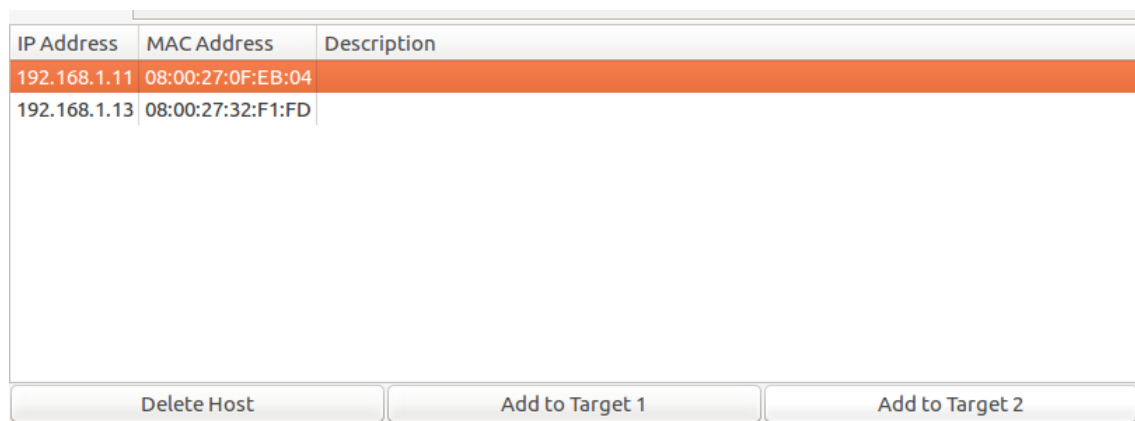 IP Address MAC Address Description
192.168.1.11 08:00:27:0F:EB:04
192.168.1.13 08:00:27:32:F1:FD
Delete Host Add to Target 1 Add to Target 2